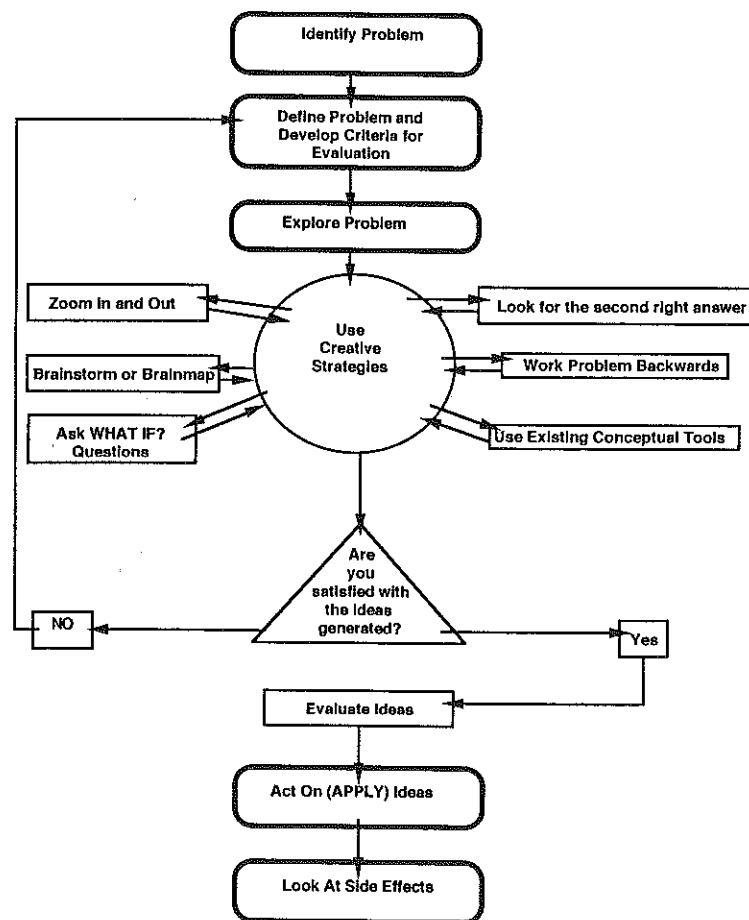 Identify Problem
Define Problem and
Develop Criteria for
Evaluation
Explore Problem
Zoom In and Out
Look for the second right answer
Use
Creative
Strategies
Brainstorm or Brainmap
Work Problem Backwards
Ask WHAT IF?
Questions
Use Existing Conceptual Tools
Are
you
satisfied with
the Ideas
generated?
NO
Yes
Evaluate Ideas
Act On (APPLY) Ideas
Look At Side Effects